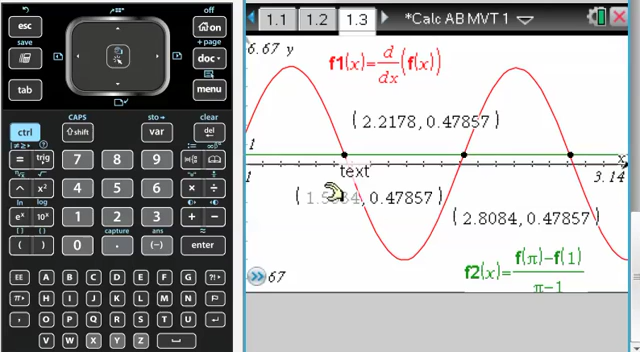 esc
off
on
save
+ page
doc
tab
menu
ctrl
CAPS
shift
sto→
var
clear
del
= trig 7 8 9
^ x² 4 5 6 × ÷
ln log
eˣ 10ˣ 1 2 3 + −
capture ans ≈
( ) 0 . (−) enter
EE A B C D E F G ?!
π H I J K L M N
, O P Q R S T U
V W X Y Z
1.1 1.2 1.3 *Calc AB MVT 1
6.67 y
f1(x)=d/dx(f(x))
(2.2178, 0.47857)
1
x
1
text
3.14
0.47857)
(2.8084, 0.47857)
67
f2(x)=f(π)−f(1)/π−1